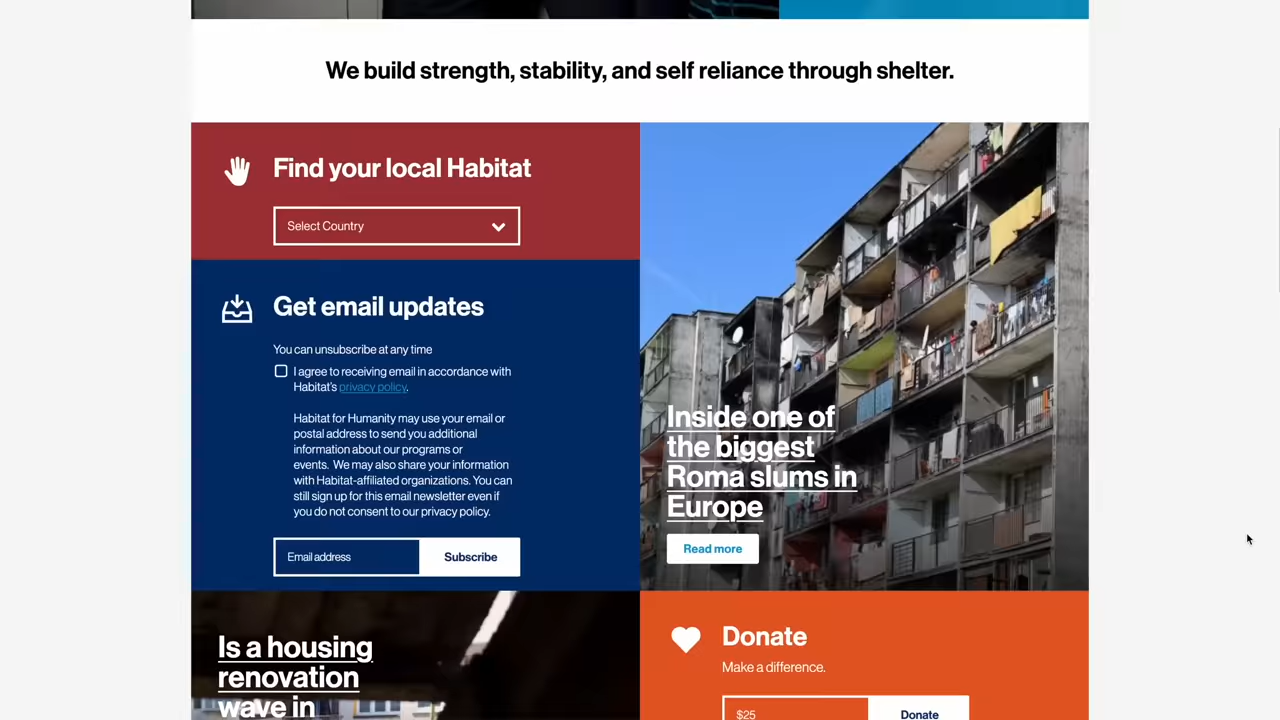 We build strength, stability, and self reliance through shelter.
Find your local Habitat
Select Country
Get email updates
You can unsubscribe at any time
I agree to receiving email in accordance with
Habitat's privacy policy.
Habitat for Humanity may use your email or
postal address to send you additional
information about our programs or
events. We may also share your information
with Habitat-affiliated organizations. You can
still sign up for this email newsletter even if
you do not consent to our privacy policy.
Email address
Subscribe
Inside one of
the biggest
Roma slums in
Europe
Read more
Is a housing
renovation
wave in
Donate
Make a difference.
$25
Donate